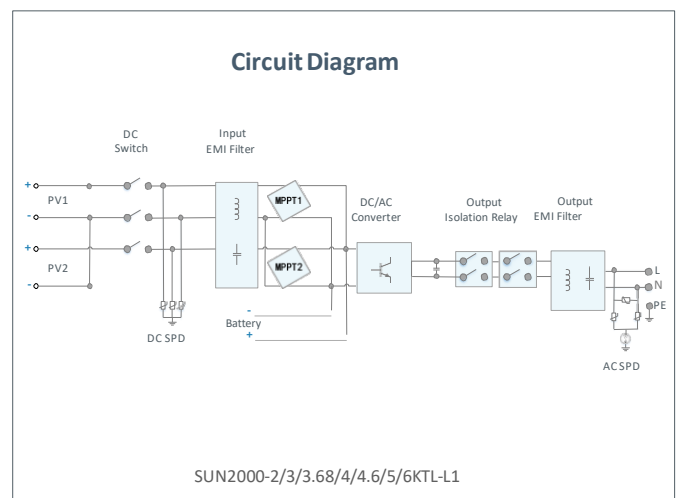 Circuit Diagram
DC
Switch
Input
EMI Filter
+
PV1
-
+
PV2
-
MPPT1
MPPT2
DC/AC
Converter
Output
Isolation Relay
Output
EMI Filter
L
N
PE
-
Battery
+
DC SPD
AC SPD
SUN2000-2/3/3.68/4/4.6/5/6KTL-L1